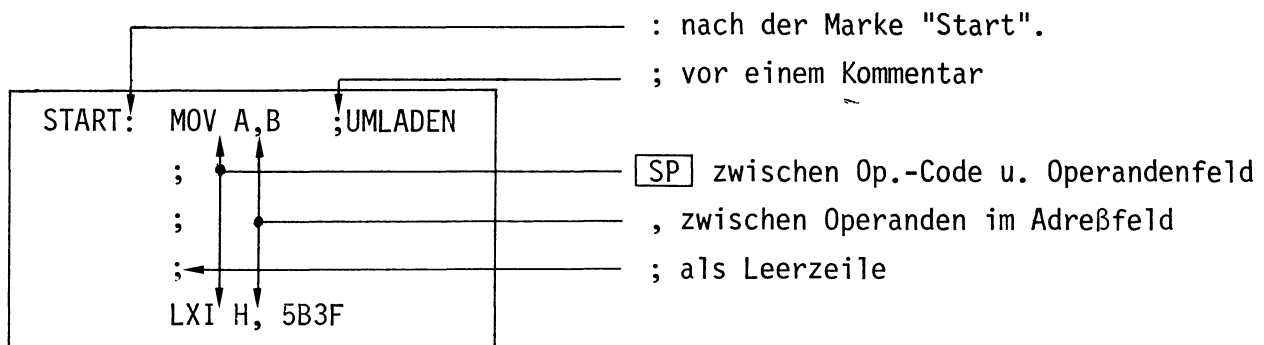 : nach der Marke "Start".
; vor einem Kommentar
START: MOV A,B ;UMLADEN
; SP zwischen Op.-Code u. Operandenfeld
; , zwischen Operanden im Adreßfeld
; ; als Leerzeile
LXI H, 5B3F